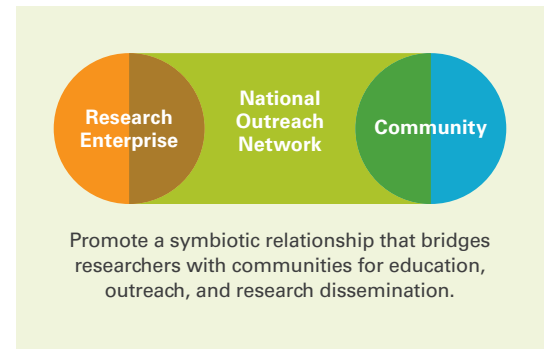 Research
Enterprise
National
Outreach
Network
Community
Promote a symbiotic relationship that bridges
researchers with communities for education,
outreach, and research dissemination.